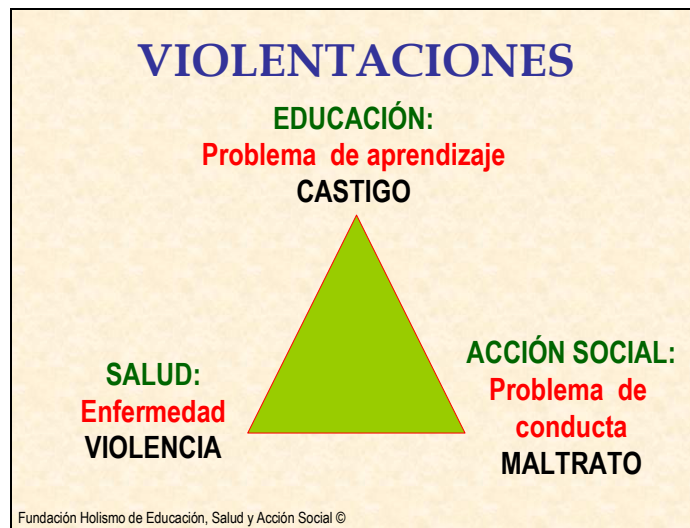 VIOLENTACIONES
EDUCACIÓN:
Problema de aprendizaje
CASTIGO
SALUD:
Enfermedad
VIOLENCIA
ACCIÓN SOCIAL:
Problema de
conducta
MALTRATO
Fundación Holismo de Educación, Salud y Acción Social ©